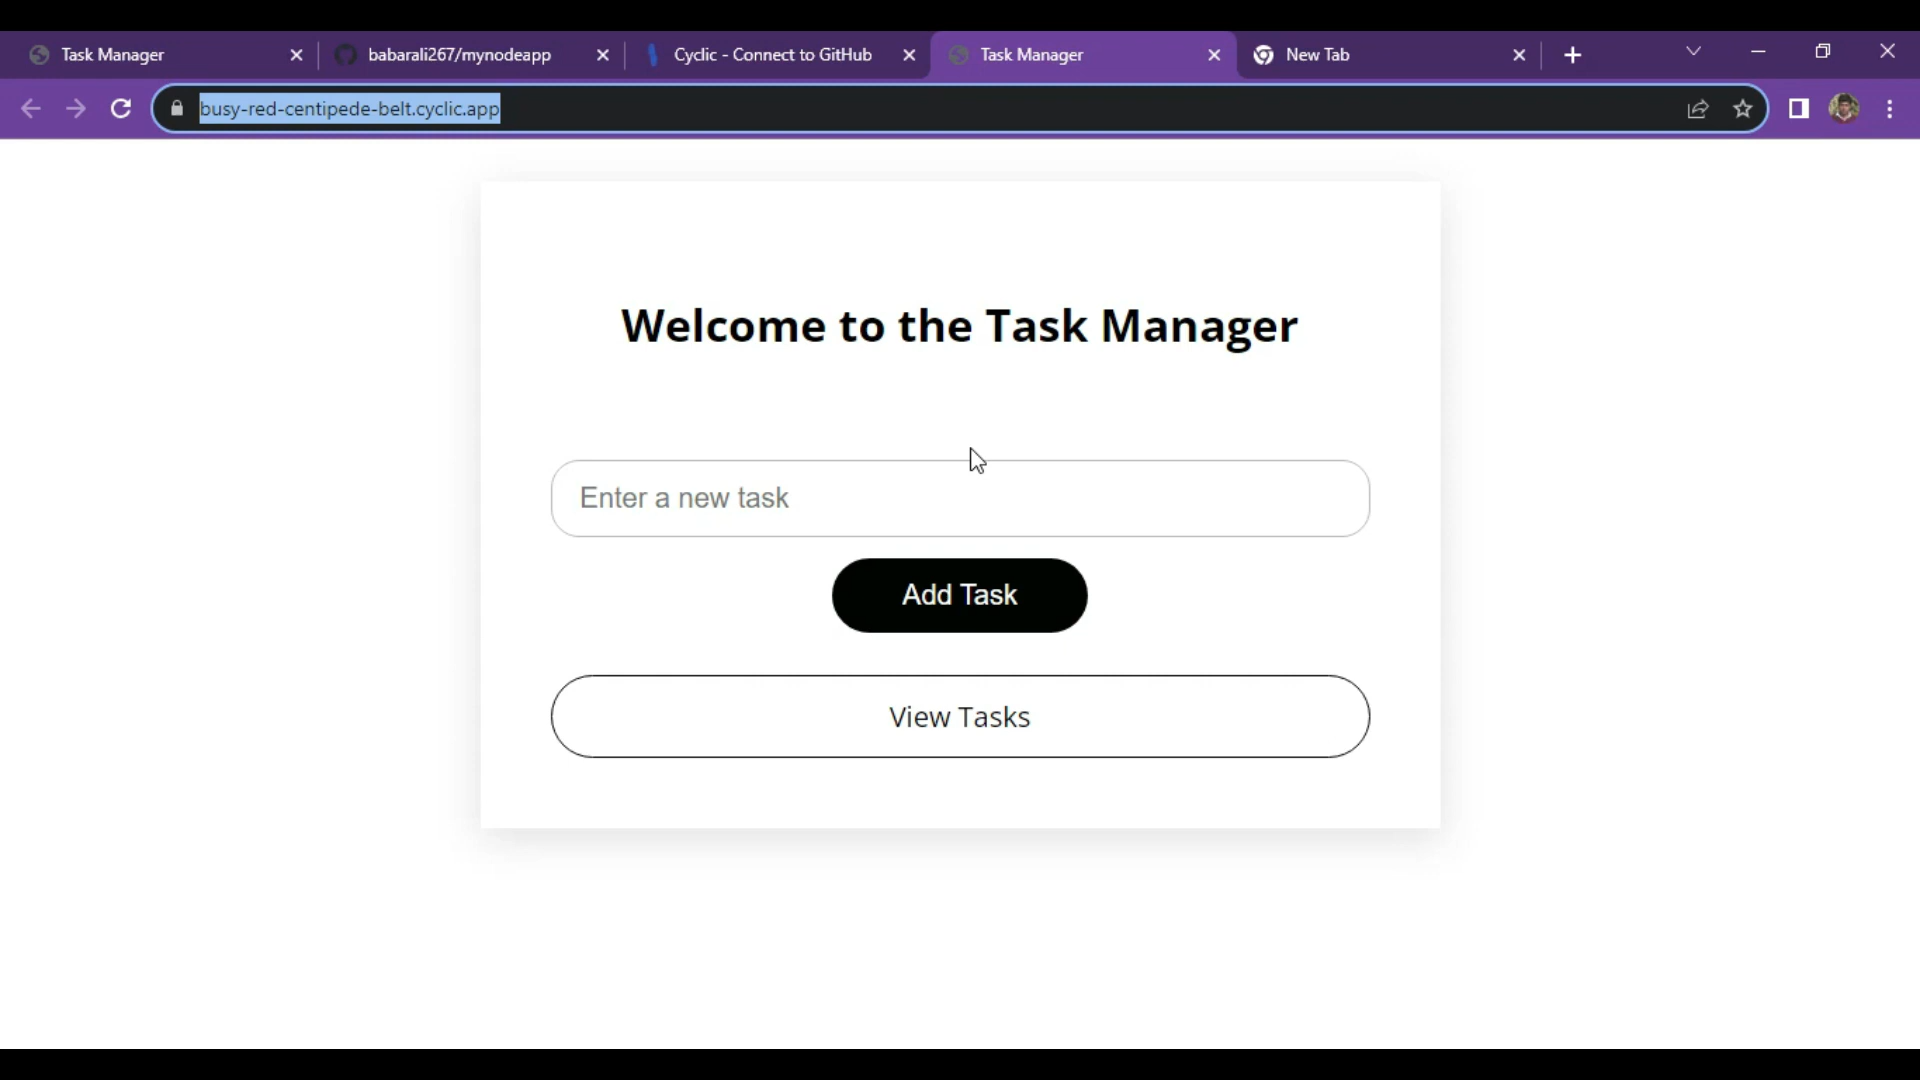 Task Manager
babarali267/mynodeapp
Cyclic - Connect to GitHub
Task Manager
New Tab
busy-red-centipede-belt.cyclic.app
Welcome to the Task Manager
Enter a new task
Add Task
View Tasks